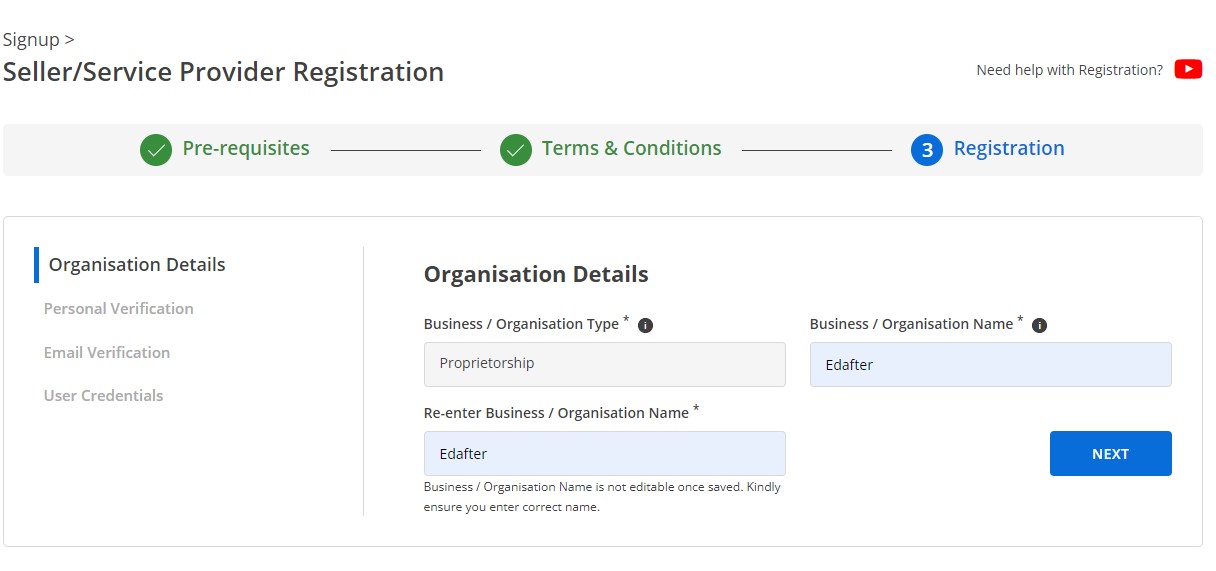 Signup >
Seller/Service Provider Registration
Need help with Registration?
Pre-requisites
Terms & Conditions
3 Registration
Organisation Details
Personal Verification
Email Verification
User Credentials
Organisation Details
Business / Organisation Type *
Proprietorship
Business / Organisation Name *
Edafter
Re-enter Business / Organisation Name *
Edafter
Business / Organisation Name is not editable once saved. Kindly
ensure you enter correct name.
NEXT